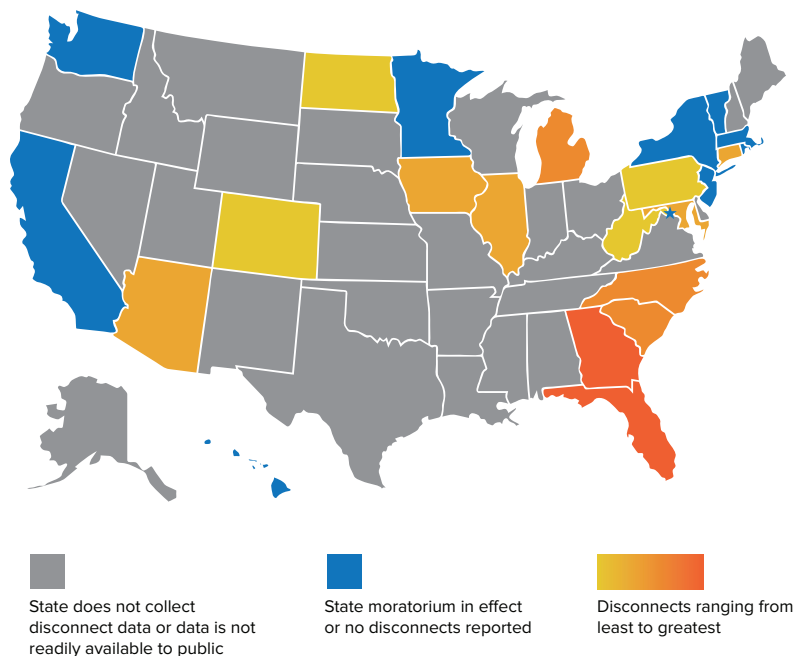 State does not collect
disconnect data or data is not
readily available to public
State moratorium in effect
or no disconnects reported
Disconnects ranging from
least to greatest